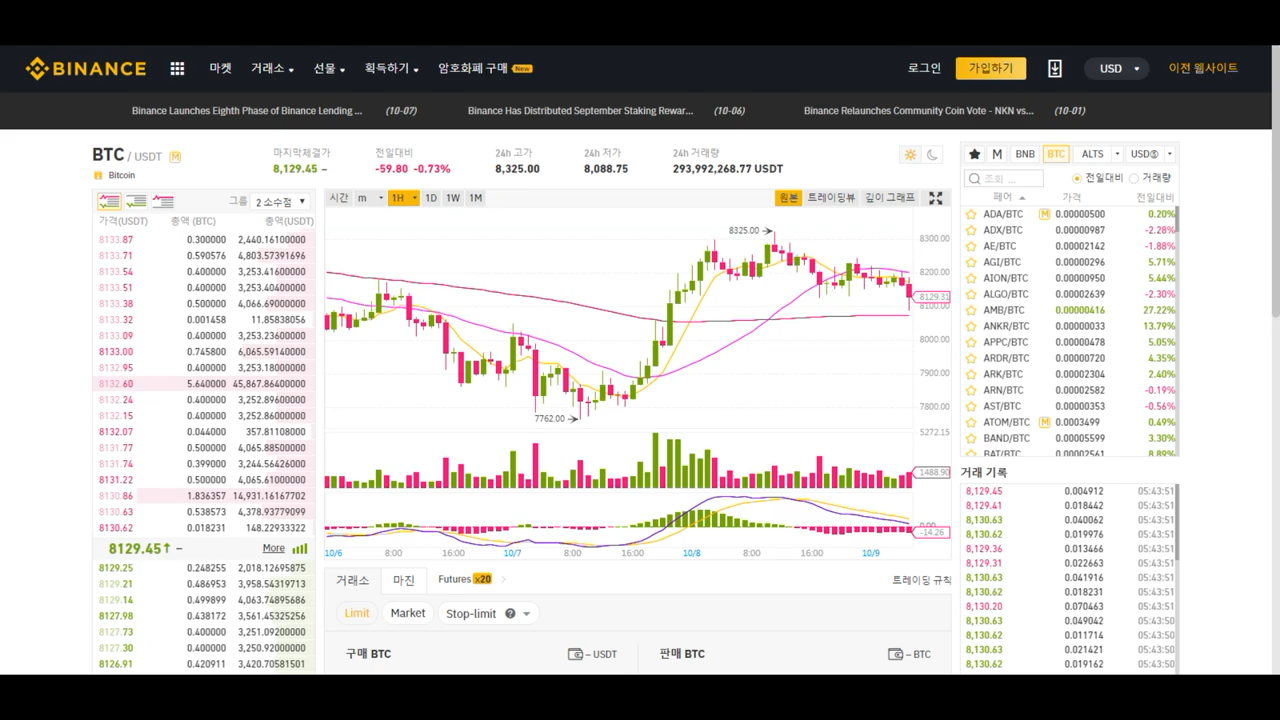 BINANCE 마켓 거래소 선물 획득하기 암호화폐 구매 New 로그인 가입하기 USD 이전 웹사이트
Binance Launches Eighth Phase of Binance Lending ... (10-07) Binance Has Distributed September Staking Rewar... (10-06) Binance Relaunches Community Coin Vote - NKN vs... (10-01)
BTC / USDT M
Bitcoin
마지막체결가 전일대비 24h 고가 24h 저가 24h 거래량
8,129.45 – -59.80 -0.73% 8,325.00 8,088.75 293,992,268.77 USDT
그룹 2 소수점
가격(USDT) 총액 (BTC) 총액(USDT)
8133.87 0.300000 2,440.16100000
8133.71 0.590576 4,803.57391696
8133.54 0.400000 3,253.41600000
8133.51 0.400000 3,253.40400000
8133.38 0.500000 4,066.69000000
8133.32 0.001458 11.85838056
8133.09 0.400000 3,253.23600000
8133.00 0.745800 6,065.59140000
8132.95 0.400000 3,253.18000000
8132.60 5.640000 45,867.86400000
8132.24 0.400000 3,252.89600000
8132.15 0.400000 3,252.86000000
8132.07 0.044000 357.81108000
8131.77 0.500000 4,065.88500000
8131.74 0.399000 3,244.56426000
8131.22 0.500000 4,065.61000000
8130.86 1.836357 14,931.16167702
8130.63 0.538573 4,378.93779099
8130.62 0.018231 148.22933322
8129.45↑ – More
8129.25 0.248255 2,018.12695875
8129.21 0.486953 3,958.54319713
8129.14 0.499899 4,063.74895686
8127.98 0.438172 3,561.45325256
8127.73 0.400000 3,251.09200000
8127.30 0.400000 3,250.92000000
8126.91 0.420911 3,420.70581501
시간 m 1H 1D 1W 1M 원본 트레이딩뷰 깊이 그래프
8325.00
8300.00
8200.00
8129.31
8100.00
8000.00
7900.00
7800.00
7762.00
5272.15
1488.90
0.00
-14.26
10/6 8:00 16:00 10/7 8:00 16:00 10/8 8:00 16:00 10/9
거래소 마진 Futures x20 트레이딩 규칙
Limit Market Stop-limit ?
구매 BTC – USDT 판매 BTC – BTC
M BNB BTC ALTS USDⓈ
조회 ... 전일대비 거래량
페어 가격 전일대비
ADA/BTC M 0.00000500 0.20%
ADX/BTC 0.00000987 -2.28%
AE/BTC 0.00002142 -1.88%
AGI/BTC 0.00000296 5.71%
AION/BTC 0.00000950 5.44%
ALGO/BTC 0.00002639 -2.30%
AMB/BTC 0.00000416 27.22%
ANKR/BTC 0.00000033 13.79%
APPC/BTC 0.00000478 5.05%
ARDR/BTC 0.00000720 4.35%
ARK/BTC 0.00002304 2.40%
ARN/BTC 0.00002582 -0.19%
AST/BTC 0.00000353 -0.56%
ATOM/BTC M 0.0003499 0.49%
BAND/BTC 0.00005599 3.30%
BAT/BTC 0.00002561 8.89%
거래 기록
8,129.45 0.004912 05:43:51
8,129.41 0.018442 05:43:51
8,130.63 0.040062 05:43:51
8,130.62 0.019976 05:43:51
8,129.36 0.013466 05:43:51
8,129.31 0.022663 05:43:51
8,130.63 0.041916 05:43:51
8,130.62 0.018231 05:43:51
8,130.20 0.070463 05:43:51
8,130.63 0.049042 05:43:50
8,130.62 0.011714 05:43:50
8,130.63 0.021421 05:43:50
8,130.62 0.019162 05:43:50